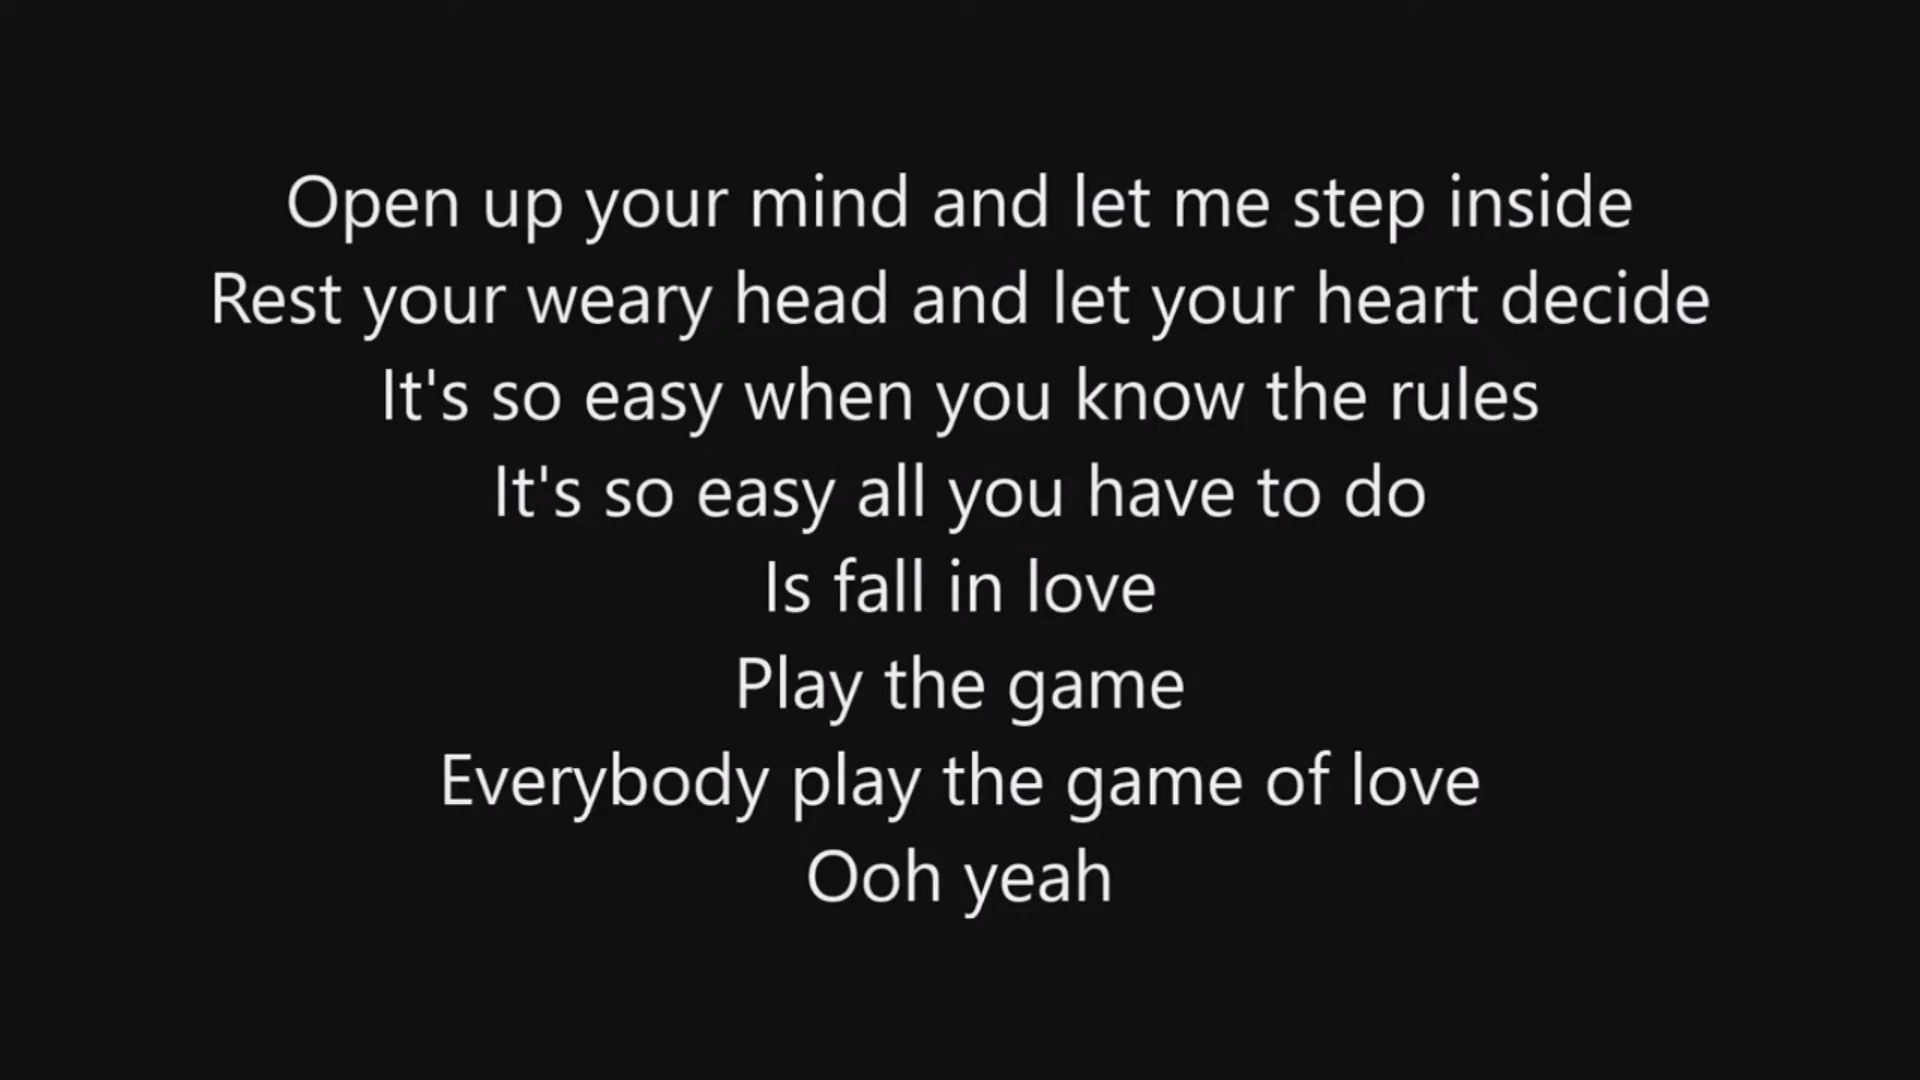 Open up your mind and let me step inside
Rest your weary head and let your heart decide
It's so easy when you know the rules
It's so easy all you have to do
Is fall in love
Play the game
Everybody play the game of love
Ooh yeah